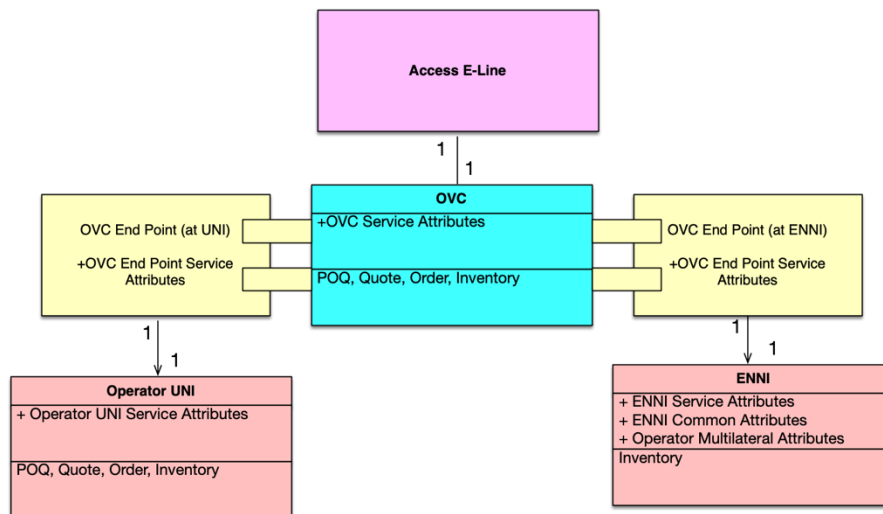 Access E-Line
1
1
OVC
+OVC Service Attributes
POQ, Quote, Order, Inventory
OVC End Point (at UNI)
+OVC End Point Service
Attributes
OVC End Point (at ENNI)
+OVC End Point Service
Attributes
1
1
1
1
Operator UNI
+ Operator UNI Service Attributes
POQ, Quote, Order, Inventory
ENNI
+ ENNI Service Attributes
+ ENNI Common Attributes
+ Operator Multilateral Attributes
Inventory